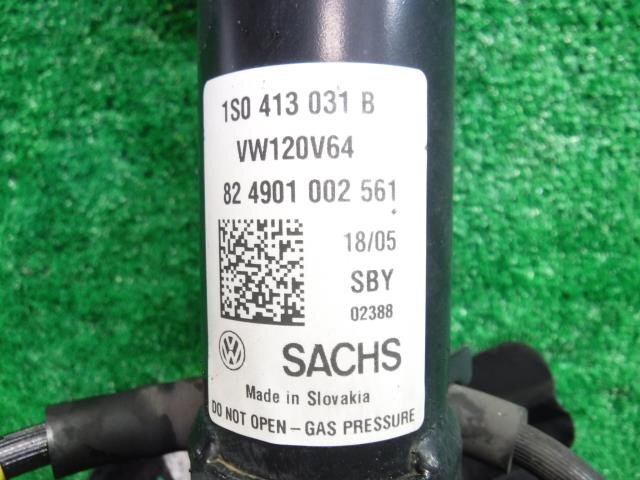 1S0 413 031 B
VW120V64
82 4901 002 561
18/05
SBY
02388
SACHS
Made in Slovakia
DO NOT OPEN - GAS PRESSURE